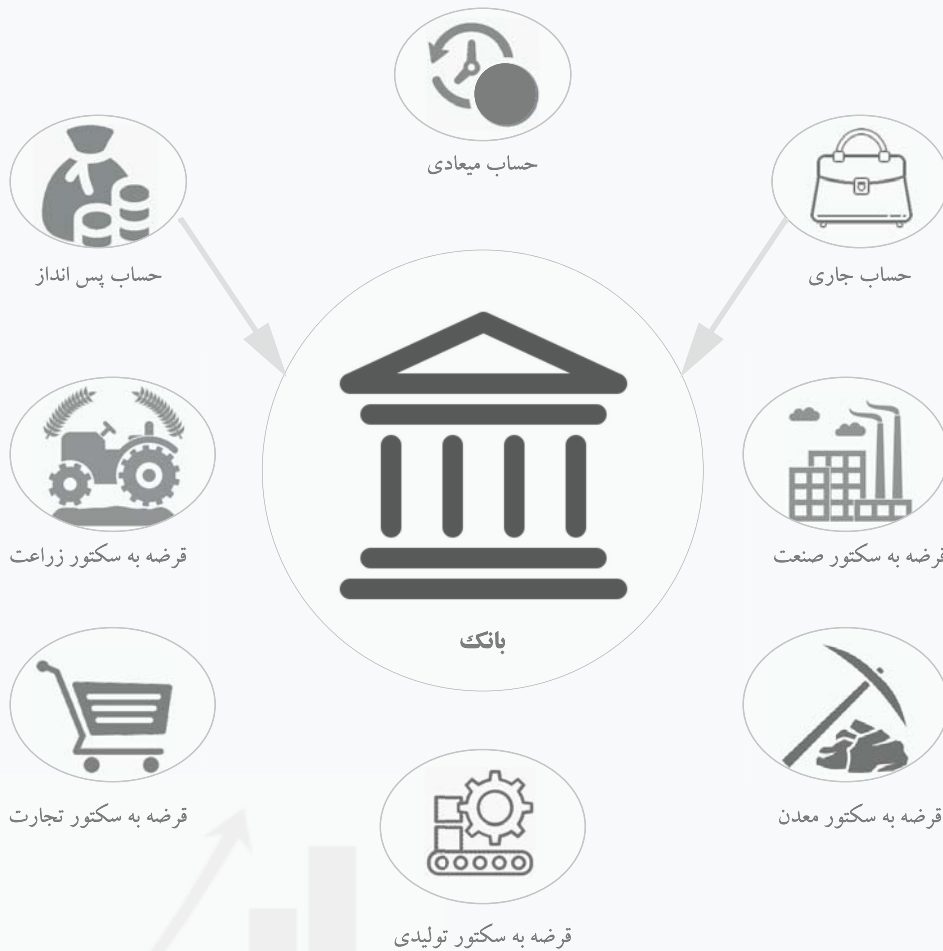 حساب میعادی
حساب جاری
حساب پس انداز
قرضه به سکتور صنعت
قرضه به سکتور زراعت
بانک
قرضه به سکتور معدن
قرضه به سکتور تجارت
قرضه به سکتور تولیدی